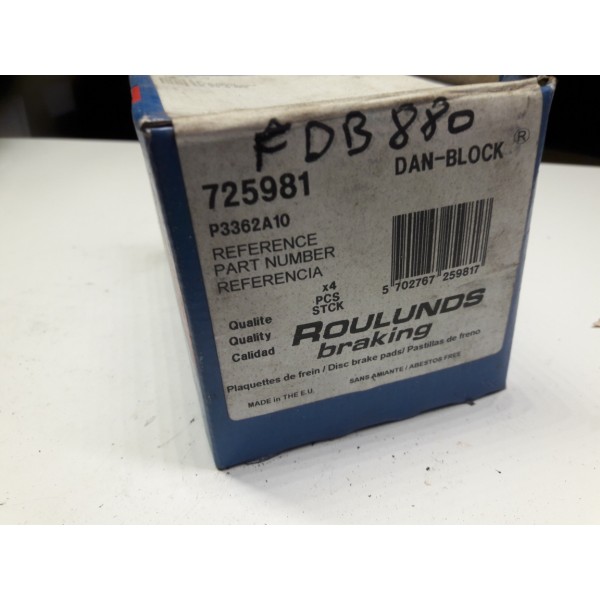 FDB 880
725981
DAN-BLOCK ®
P3362A10
REFERENCE
PART NUMBER
REFERENCIA
x4
PCS
STCK
5 702767 259817
Qualite
Quality
Calidad
ROULUNDS
braking
Plaquettes de frein / Disc brake pads/ Pastillas de freno
SANS AMIANTE / ABESTOS FREE
MADE in THE E.U.